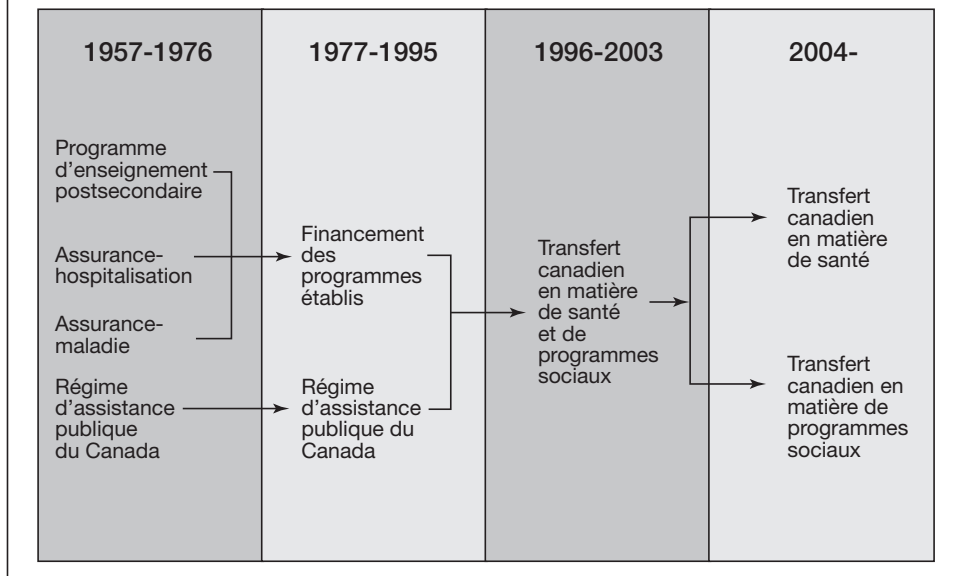 1957-1976
1977-1995
1996-2003
2004-
Programme
d'enseignement
postsecondaire
Assurance-
hospitalisation
Assurance-
maladie
Régime
d'assistance
publique
du Canada
Financement
des
programmes
établis
Régime
d'assistance
publique du
Canada
Transfert
canadien
en matière
de santé
et de
programmes
sociaux
Transfert
canadien
en matière
de santé
Transfert
canadien en
matière de
programmes
sociaux